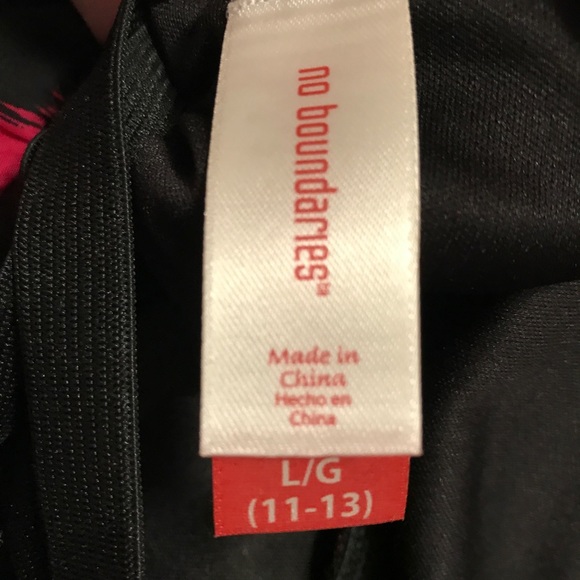 no boundaries™
Made in
China
Hecho en
China
L/G
(11-13)